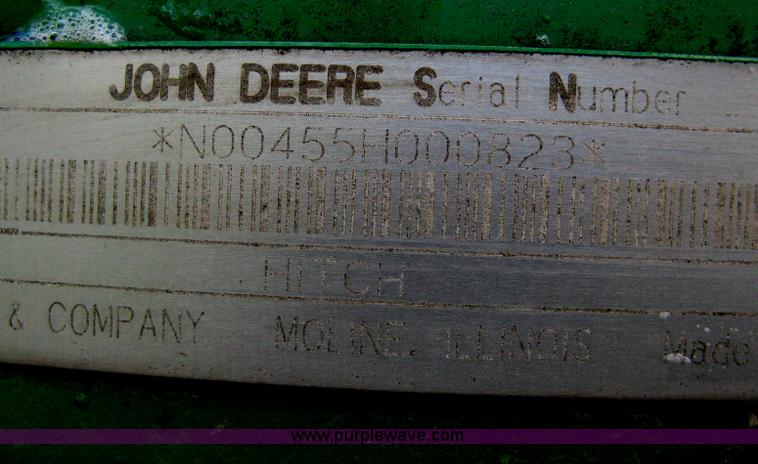 JOHN DEERE Serial Number
*N00455H000823*
HITCH
& COMPANY MOLINE, ILLINOIS Made
www.purplewave.com